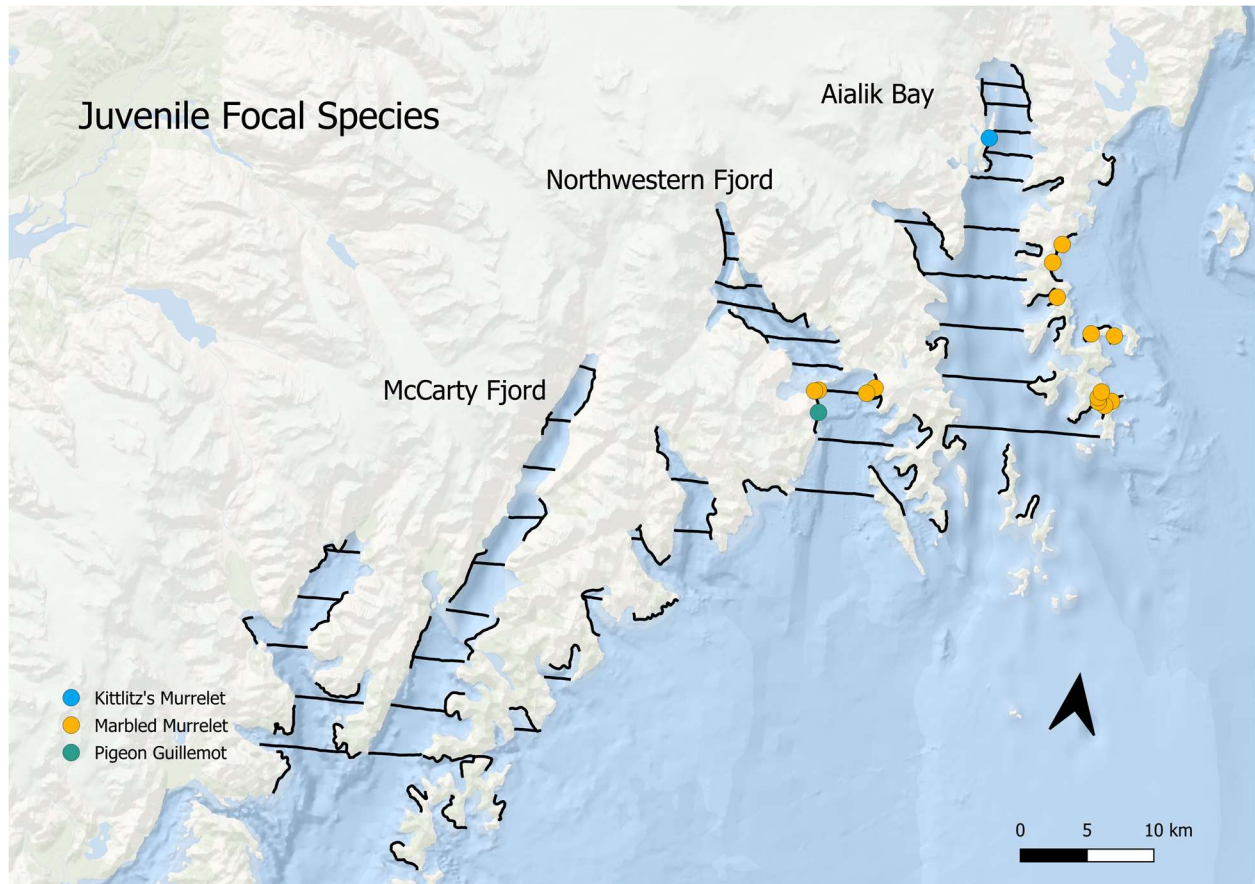 Juvenile Focal Species
Aialik Bay
Northwestern Fjord
McCarty Fjord
Kittlitz's Murrelet
Marbled Murrelet
Pigeon Guillemot
0 5 10 km